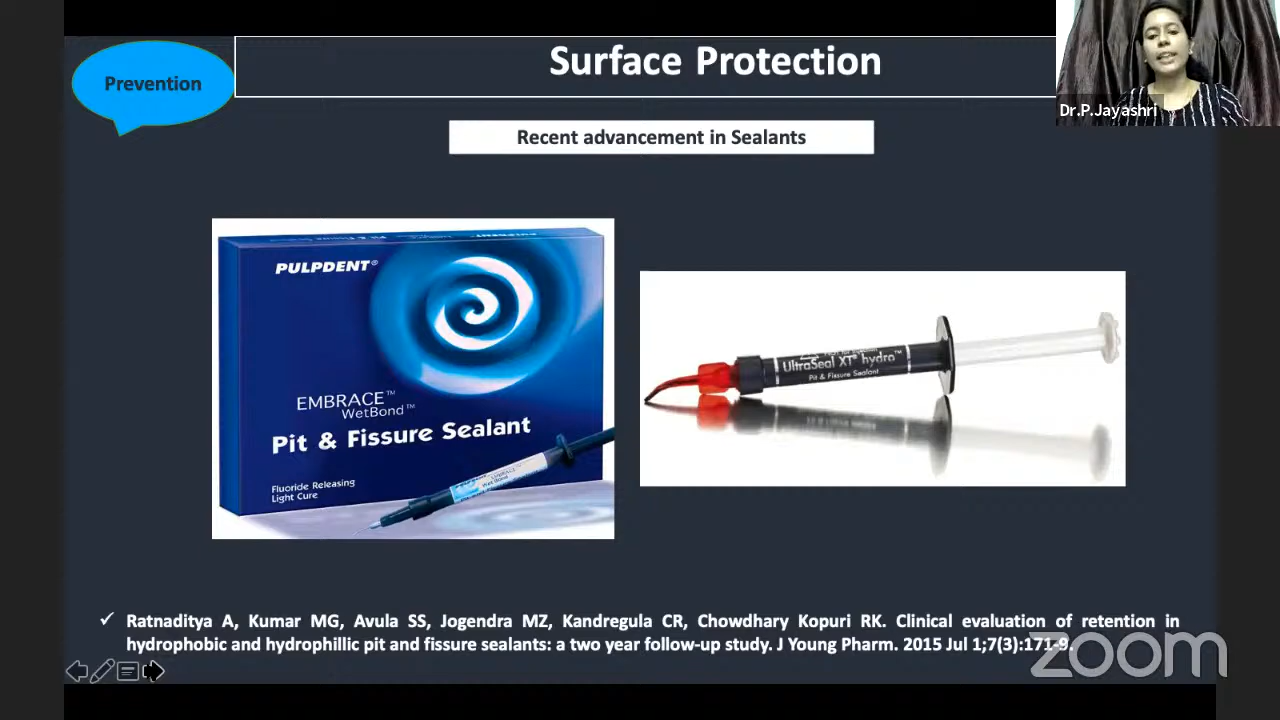 Prevention
Surface Protection
Dr.P.Jayashri
Recent advancement in Sealants
PULPDENT®
EMBRACE™
WetBond™
Pit & Fissure Sealant
Fluoride Releasing
Light Cure
WetBond
UltraSeal XT® hydro™
Pit & Fissure Sealant
✓ Ratnaditya A, Kumar MG, Avula SS, Jogendra MZ, Kandregula CR, Chowdhary Kopuri RK. Clinical evaluation of retention in
hydrophobic and hydrophillic pit and fissure sealants: a two year follow-up study. J Young Pharm. 2015 Jul 1;7(3):171-9.
zoom